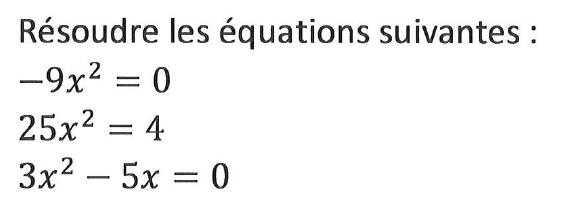 Résoudre les équations suivantes :
−9x² = 0
25x² = 4
3x² − 5x = 0